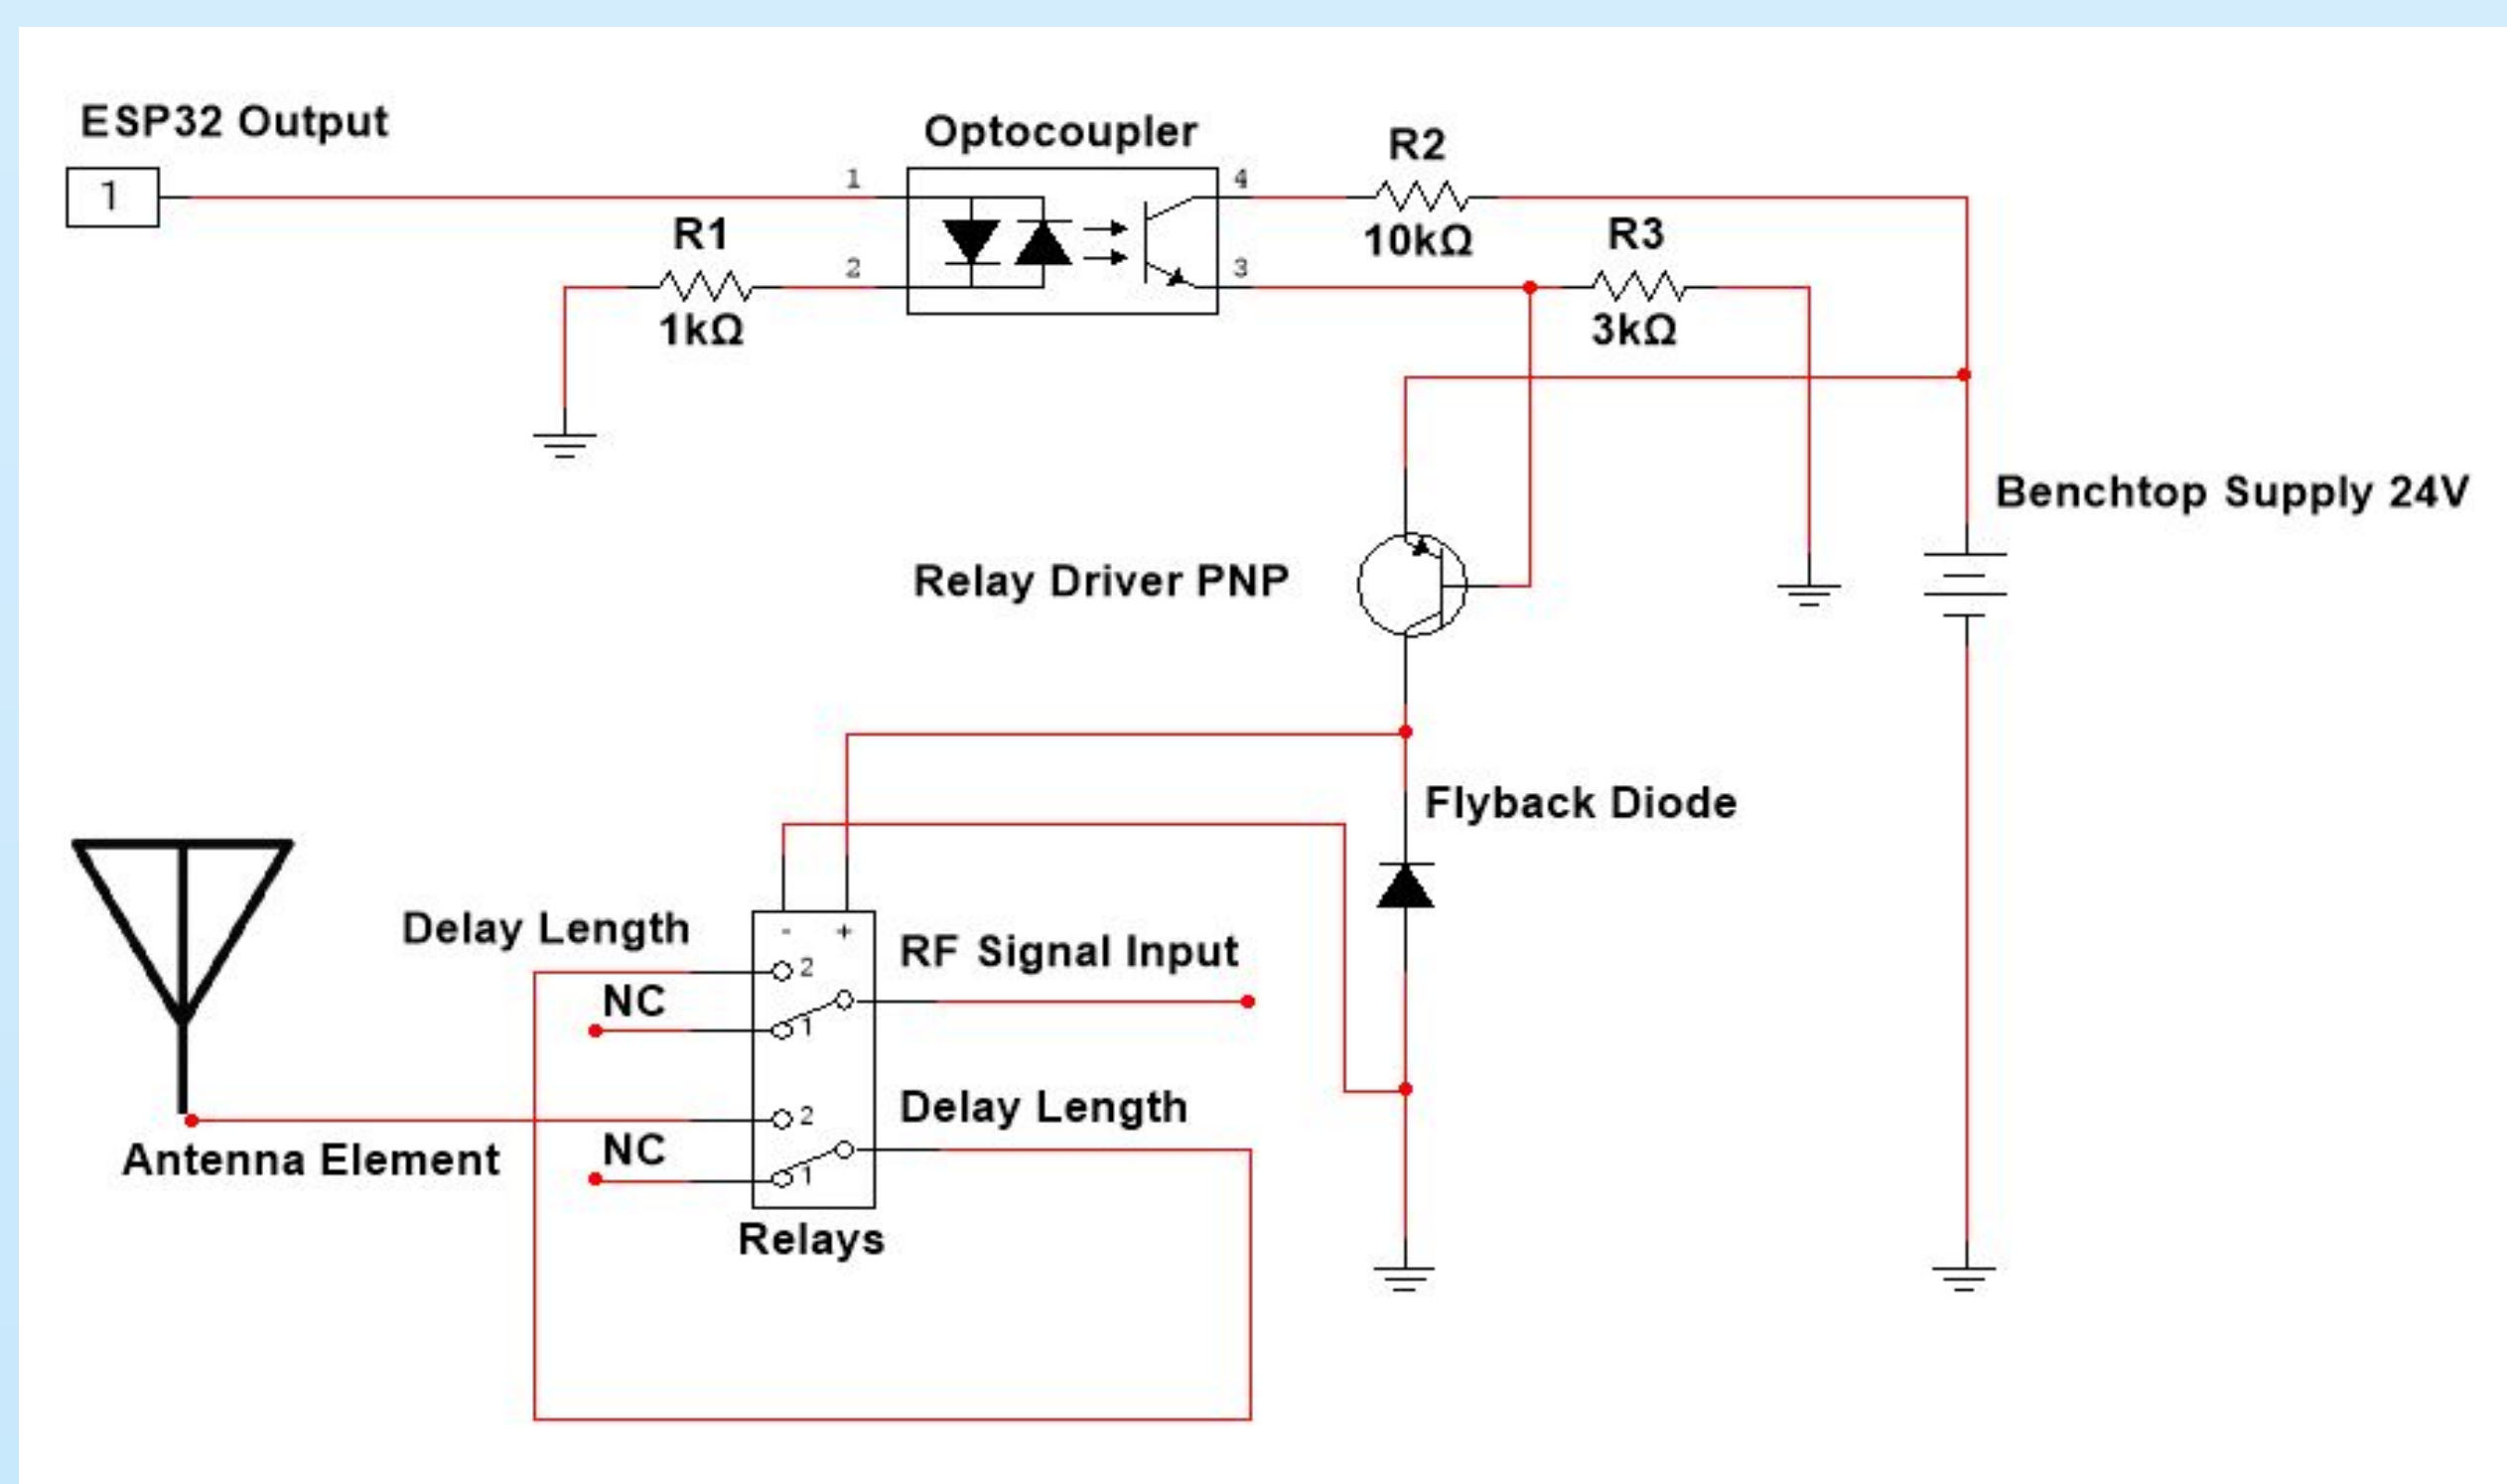 ESP32 Output
1
Optocoupler
1
2
4
3
R1
1kΩ
R2
10kΩ
R3
3kΩ
Benchtop Supply 24V
Relay Driver PNP
Flyback Diode
Delay Length
- +
2
RF Signal Input
NC
1
2
Delay Length
Antenna Element
NC
1
Relays